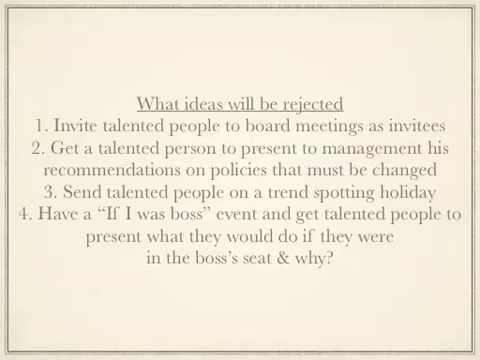 What ideas will be rejected
1. Invite talented people to board meetings as invitees
2. Get a talented person to present to management his
recommendations on policies that must be changed
3. Send talented people on a trend spotting holiday
4. Have a “If I was boss” event and get talented people to
present what they would do if they were
in the boss’s seat & why?